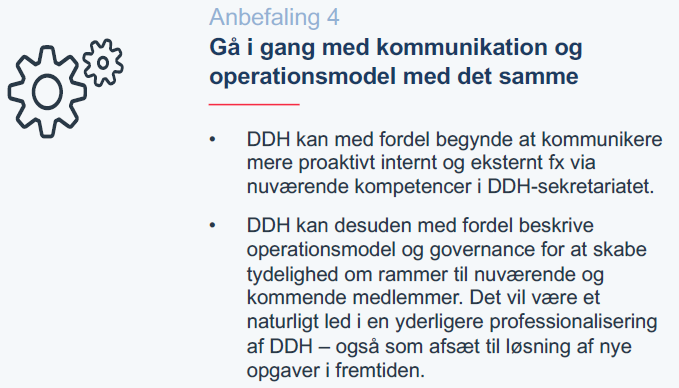 Anbefaling 4
Gå i gang med kommunikation og
operationsmodel med det samme
• DDH kan med fordel begynde at kommunikere
mere proaktivt internt og eksternt fx via
nuværende kompetencer i DDH-sekretariatet.
• DDH kan desuden med fordel beskrive
operationsmodel og governance for at skabe
tydelighed om rammer til nuværende og
kommende medlemmer. Det vil være et
naturligt led i en yderligere professionalisering
af DDH – også som afsæt til løsning af nye
opgaver i fremtiden.